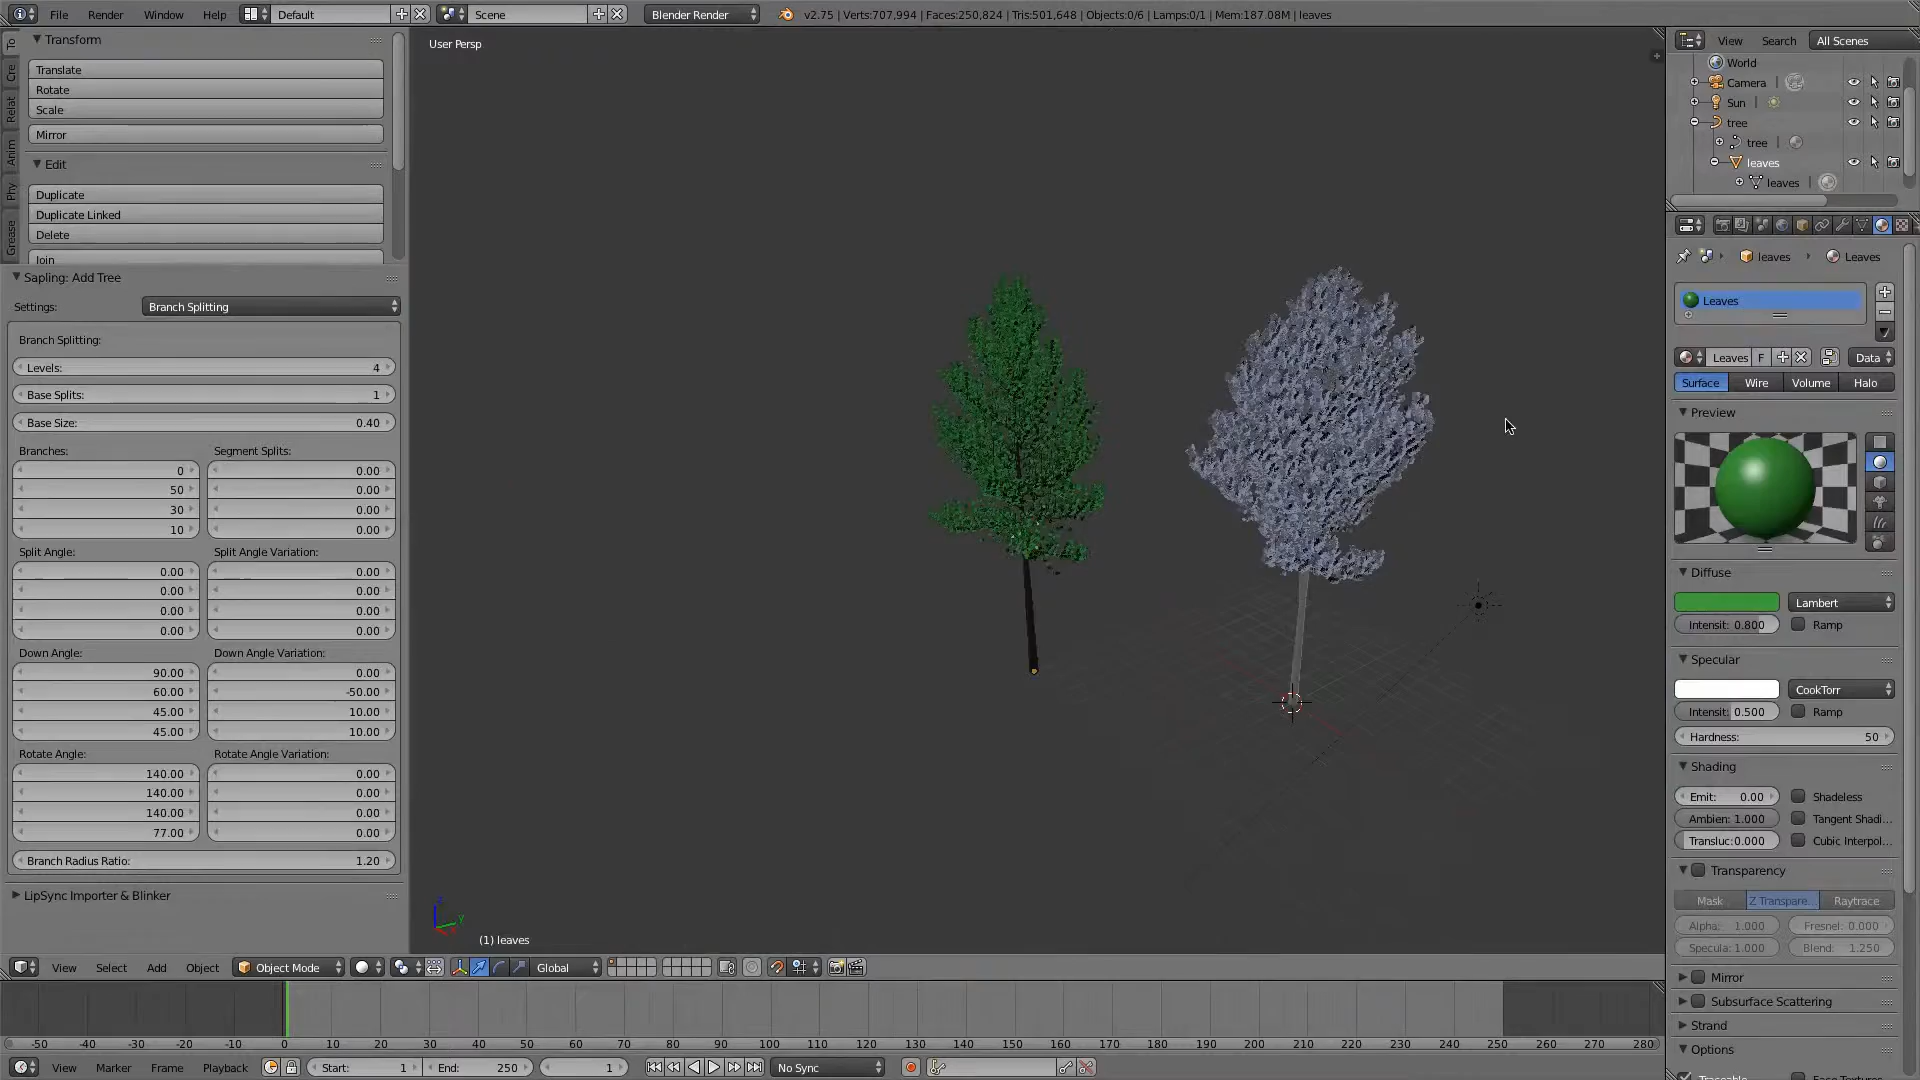 File Render Window Help Default Scene Blender Render v2.75 | Verts:707,994 | Faces:250,824 | Tris:501,648 | Objects:0/6 | Lamps:0/1 | Mem:187.08M | leaves
Transform
Translate
Rotate
Scale
Mirror
Edit
Duplicate
Duplicate Linked
Delete
Join
To
Cre
Relat
Anim
Phy
Grease
Sapling: Add Tree
Settings: Branch Splitting
Branch Splitting:
Levels: 4
Base Splits: 1
Base Size: 0.40
Branches: Segment Splits:
0 0.00
50 0.00
30 0.00
10 0.00
Split Angle: Split Angle Variation:
0.00 0.00
0.00 0.00
0.00 0.00
0.00 0.00
Down Angle: Down Angle Variation:
90.00 0.00
60.00 -50.00
45.00 10.00
45.00 10.00
Rotate Angle: Rotate Angle Variation:
140.00 0.00
140.00 0.00
140.00 0.00
77.00 0.00
Branch Radius Ratio: 1.20
LipSync Importer & Blinker
User Persp
z
y
(1) leaves
View Select Add Object Object Mode Global
-50 -40 -30 -20 -10 0 10 20 30 40 50 60 70 80 90 100 110 120 130 140 150 160 170 180 190 200 210 220 230 240 250 260 270 280
View Marker Frame Playback Start: 1 End: 250 1 No Sync
View Search All Scenes
World
Camera
Sun
tree
tree
leaves
leaves
leaves Leaves
Leaves
Leaves F Data
Surface Wire Volume Halo
Preview
Diffuse
Lambert
Intensit: 0.800 Ramp
Specular
CookTorr
Intensit: 0.500 Ramp
Hardness: 50
Shading
Emit: 0.00 Shadeless
Ambien: 1.000 Tangent Shadi...
Transluc:0.000 Cubic Interpol...
Transparency
Mask Z Transpare... Raytrace
Alpha: 1.000 Fresnel: 0.000
Specula: 1.000 Blend: 1.250
Mirror
Subsurface Scattering
Strand
Options